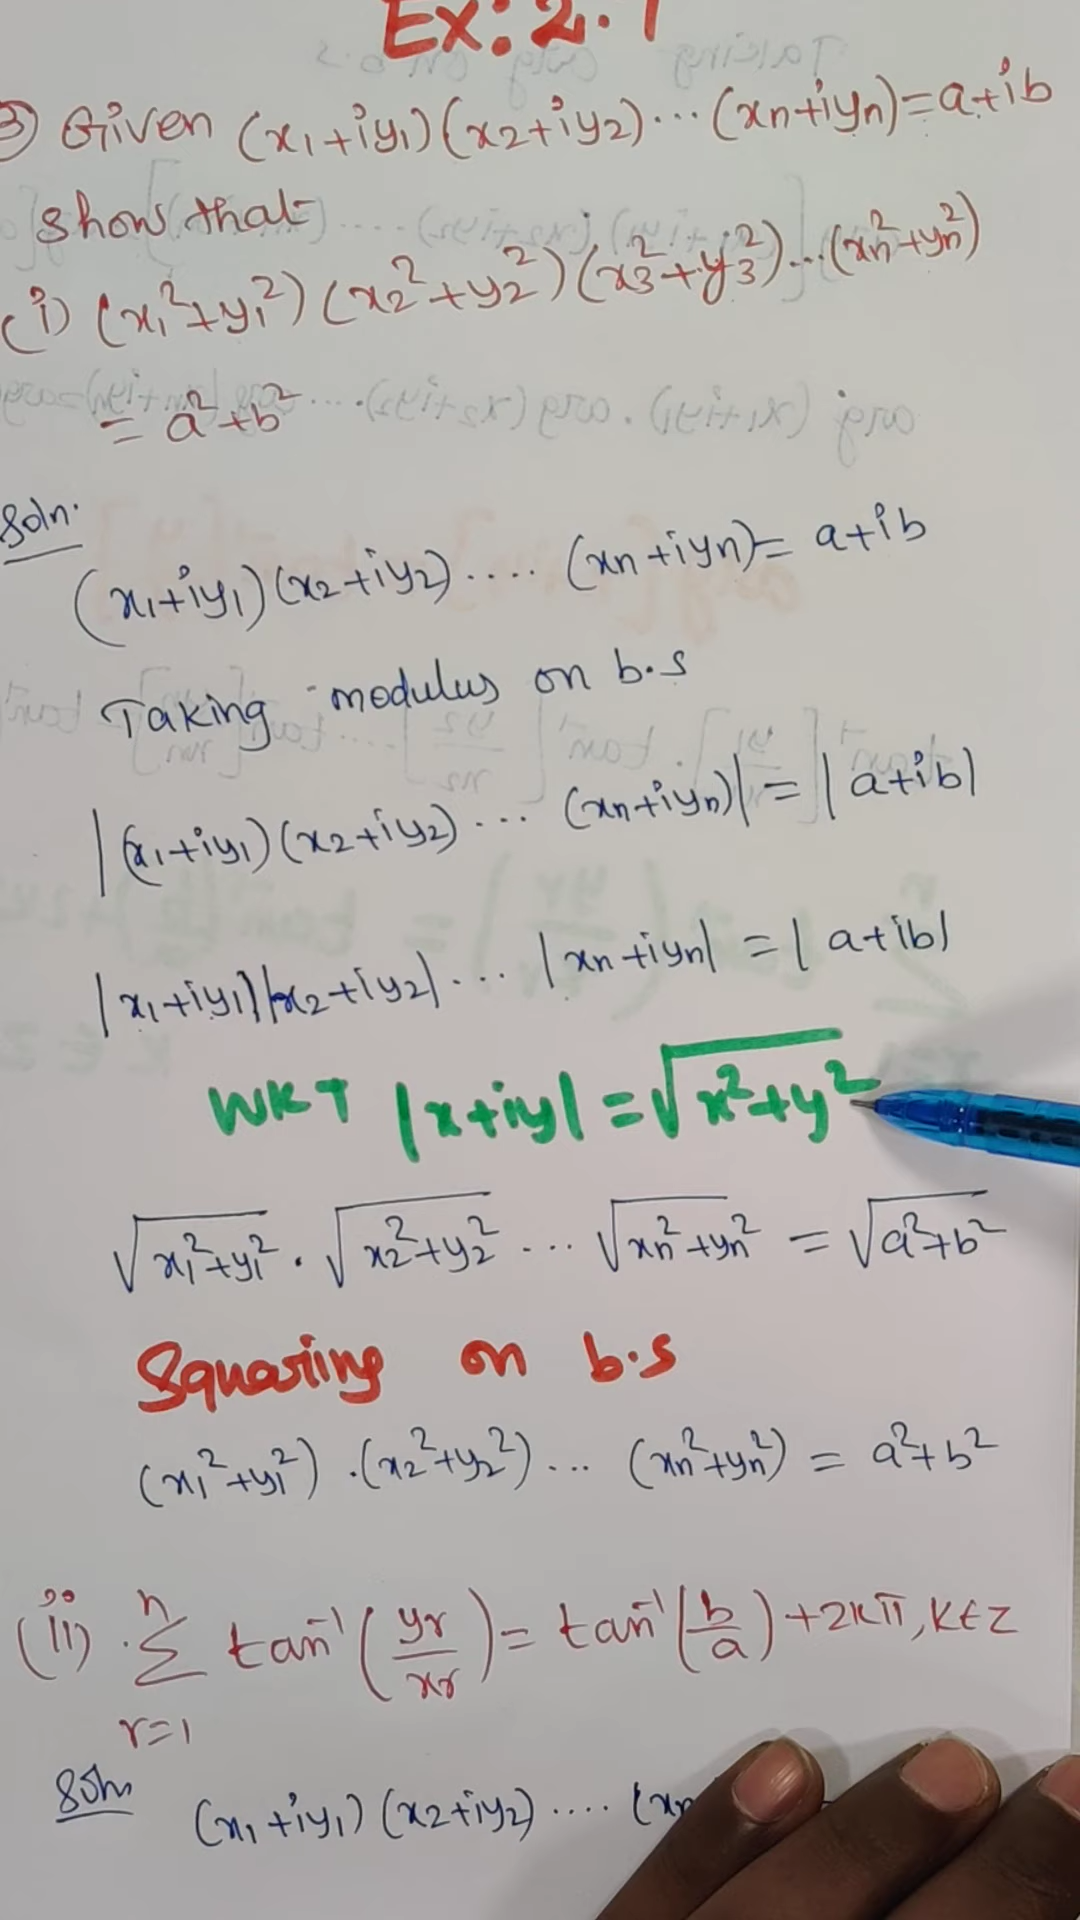 Ex: 2.7
3) Given (x₁+iy₁)(x₂+iy₂)...(xn+iyn)=a+ib
show that
(i) (x₁²+y₁²)(x₂²+y₂²)(x₃²+y₃²)...(xn²+yn²)
= a²+b²
Soln.
(x₁+iy₁)(x₂+iy₂).... (xn+iyn)= a+ib
Taking modulus on b.s
|(x₁+iy₁)(x₂+iy₂)... (xn+iyn)|=|a+ib|
|x₁+iy₁||x₂+iy₂|... |xn+iyn|=|a+ib|
WKT |x+iy|=√x²+y²
√x₁²+y₁² . √x₂²+y₂² ... √xn²+yn² = √a²+b²
Squaring on b.s
(x₁²+y₁²).(x₂²+y₂²)... (xn²+yn²) = a²+b²
(ii) n Σ r=1 tan⁻¹(yr/xr)= tan⁻¹(b/a)+2kπ, k∈Z
Soln
(x₁+iy₁)(x₂+iy₂)....